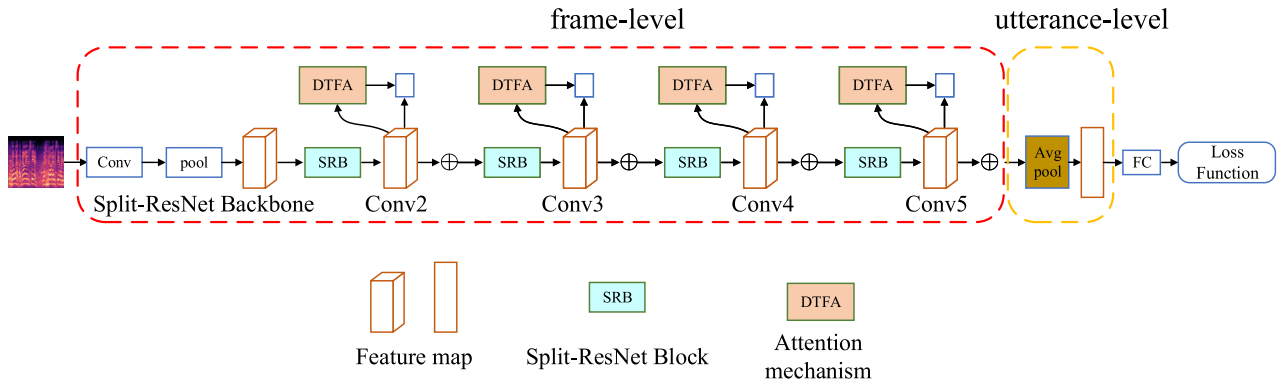 frame-level
utterance-level
DTFA
DTFA
DTFA
DTFA
Conv
pool
SRB
SRB
SRB
SRB
Avg
pool
FC
Loss
Function
Split-ResNet Backbone
Conv2
Conv3
Conv4
Conv5
SRB
DTFA
Feature map
Split-ResNet Block
Attention
mechanism